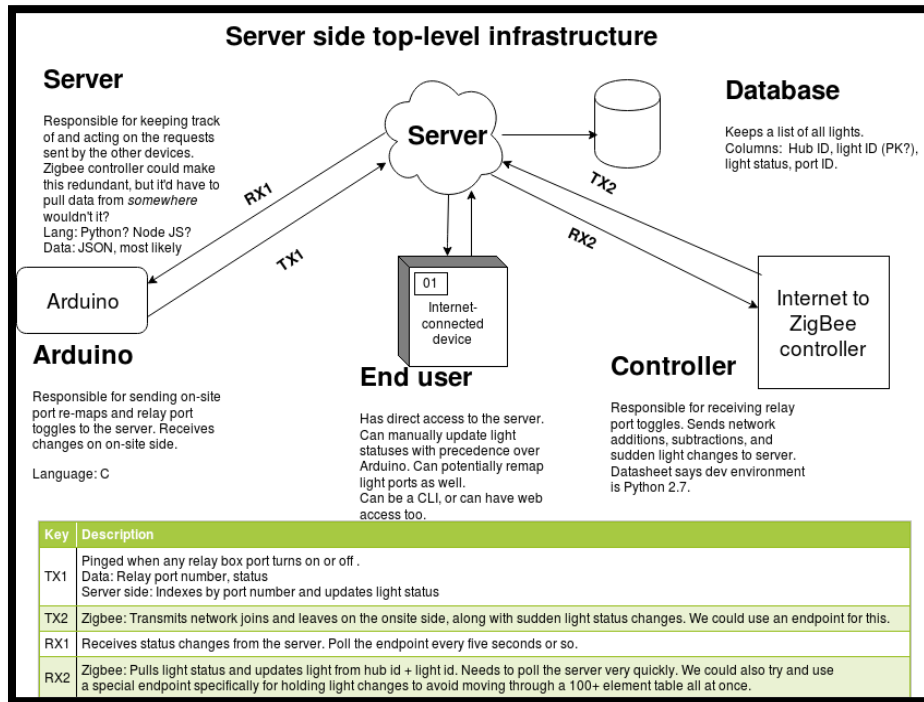 Server side top-level infrastructure
Server
Responsible for keeping track
of and acting on the requests
sent by the other devices.
Zigbee controller could make
this redundant, but it'd have to
pull data from somewhere
wouldn't it?
Lang: Python? Node JS?
Data: JSON, most likely
Server
Database
Keeps a list of all lights.
Columns:  Hub ID, light ID (PK?),
light status, port ID.
RX1
TX1
TX2
RX2
Arduino
01
Internet-
connected
device
Internet to
ZigBee
controller
Arduino
Responsible for sending on-site
port re-maps and relay port
toggles to the server. Receives
changes on on-site side.
Language: C
End user
Has direct access to the server.
Can manually update light
statuses with precedence over
Arduino. Can potentially remap
light ports as well.
Can be a CLI, or can have web
access too.
Controller
Responsible for receiving relay
port toggles. Sends network
additions, subtractions, and
sudden light changes to server.
Datasheet says dev environment
is Python 2.7.
Key Description
TX1
Pinged when any relay box port turns on or off .
Data: Relay port number, status
Server side: Indexes by port number and updates light status
TX2 Zigbee: Transmits network joins and leaves on the onsite side, along with sudden light status changes. We could use an endpoint for this.
RX1 Receives status changes from the server. Poll the endpoint every five seconds or so.
RX2
Zigbee: Pulls light status and updates light from hub id + light id. Needs to poll the server very quickly. We could also try and use
a special endpoint specifically for holding light changes to avoid moving through a 100+ element table all at once.